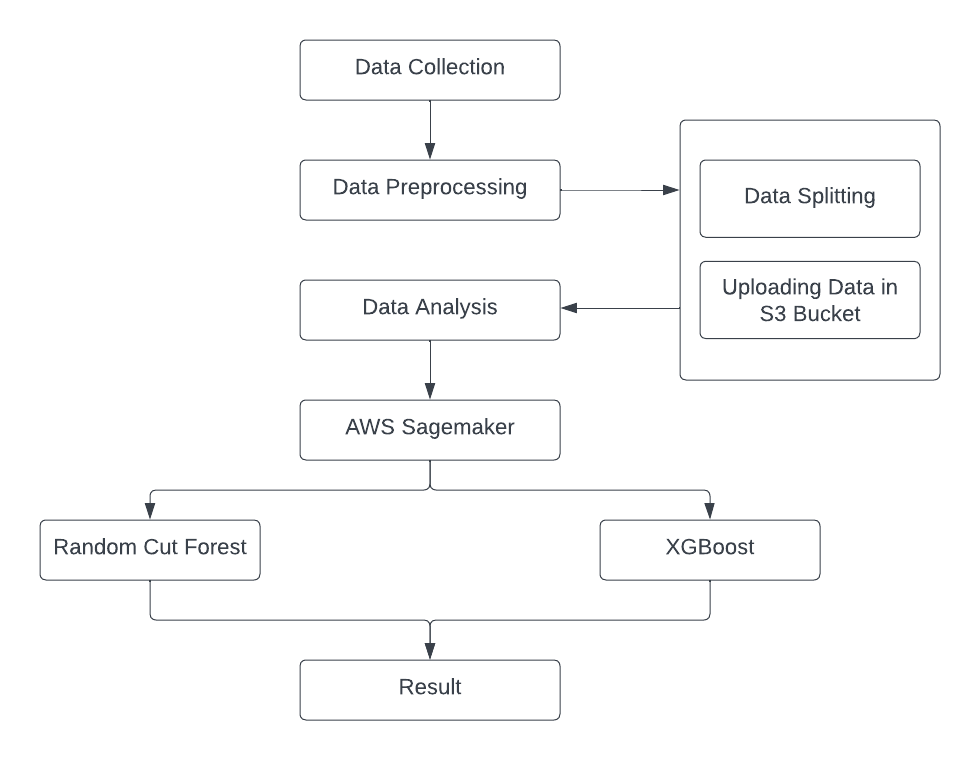 Data Collection
Data Preprocessing
Data Splitting
Uploading Data in
S3 Bucket
Data Analysis
AWS Sagemaker
Random Cut Forest
XGBoost
Result